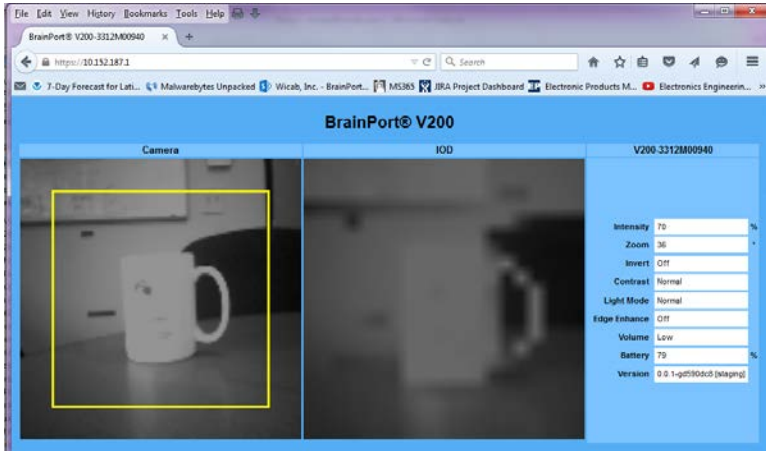 File Edit View History Bookmarks Tools Help
BrainPort® V200-3312M00940 × +
https://10.152.187.1
Search
7-Day Forecast for Lati... Malwarebytes Unpacked Wicab, Inc. - BrainPort... MS365 JIRA Project Dashboard Electronic Products M... Electronics Engineerin... »
BrainPort® V200
Camera IOD V200-3312M00940
Intensity 70 %
Zoom 36 °
Invert Off
Contrast Normal
Light Mode Normal
Edge Enhance Off
Volume Low
Battery 79 %
Version 0.0.1-gd590dc8 [staging]